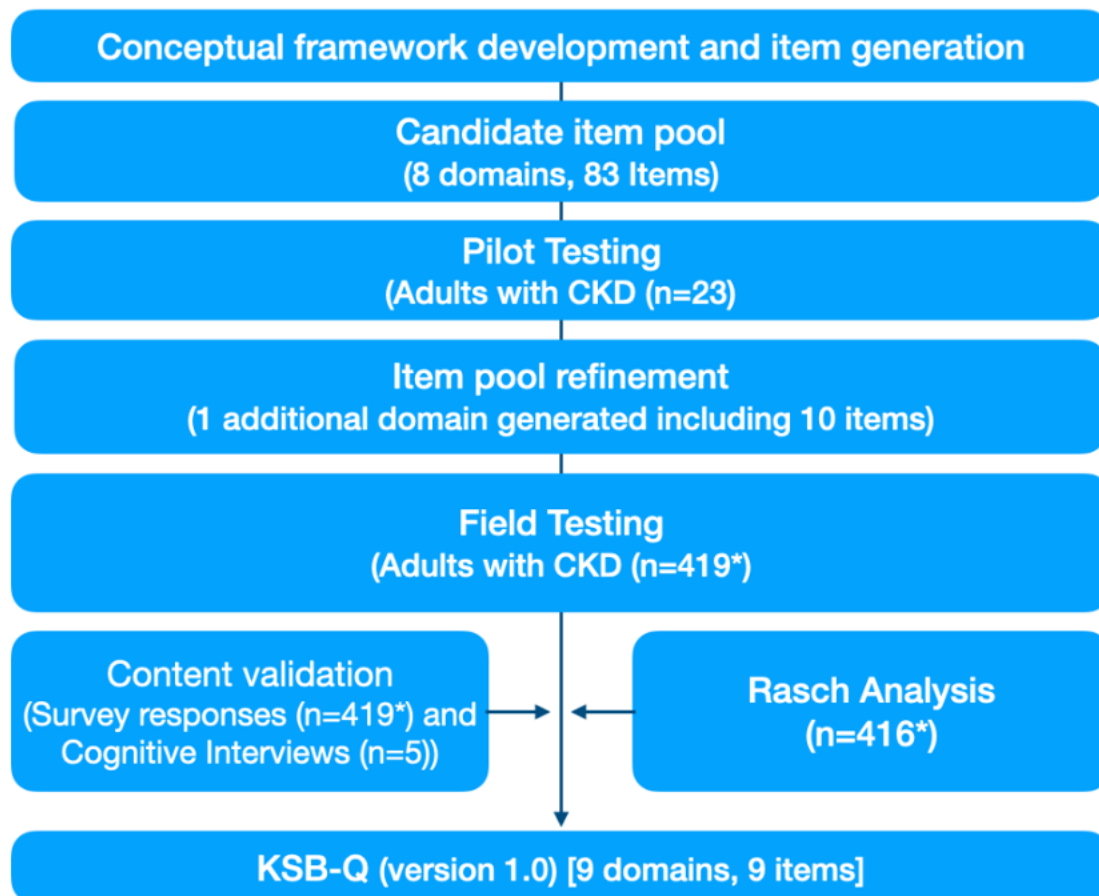 Conceptual framework development and item generation
Candidate item pool
(8 domains, 83 Items)
Pilot Testing
(Adults with CKD (n=23)
Item pool refinement
(1 additional domain generated including 10 items)
Field Testing
(Adults with CKD (n=419*)
Content validation
(Survey responses (n=419*) and
Cognitive Interviews (n=5))
Rasch Analysis
(n=416*)
KSB-Q (version 1.0) [9 domains, 9 items]